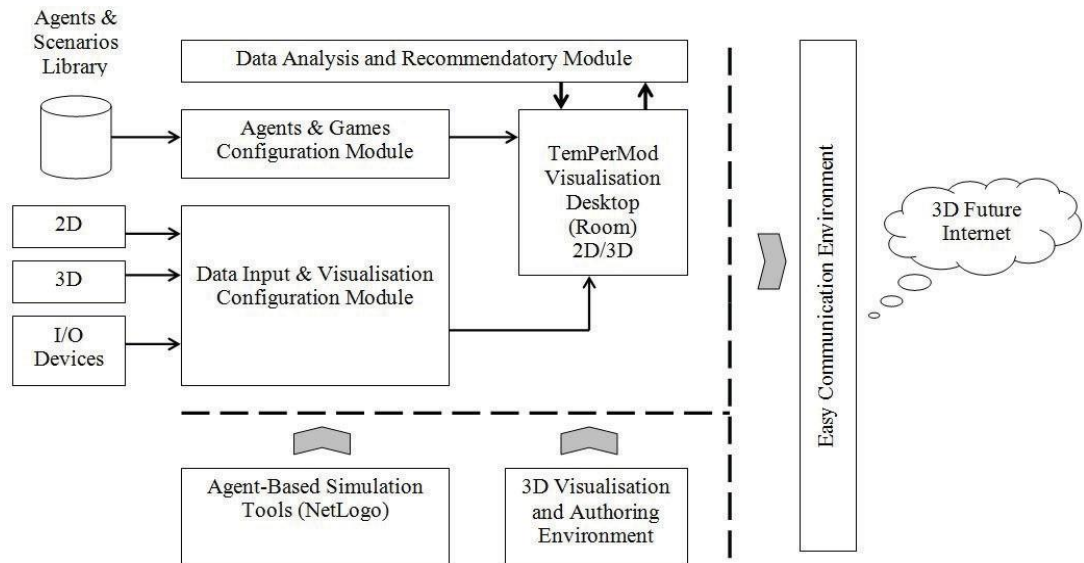 Agents &
Scenarios
Library
Data Analysis and Recommendatory Module
Agents & Games
Configuration Module
TemPerMod
Visualisation
Desktop
(Room)
2D/3D
2D
3D
I/O
Devices
Data Input & Visualisation
Configuration Module
Agent-Based Simulation
Tools (NetLogo)
3D Visualisation
and Authoring
Environment
Easy Communication Environment
3D Future
Internet